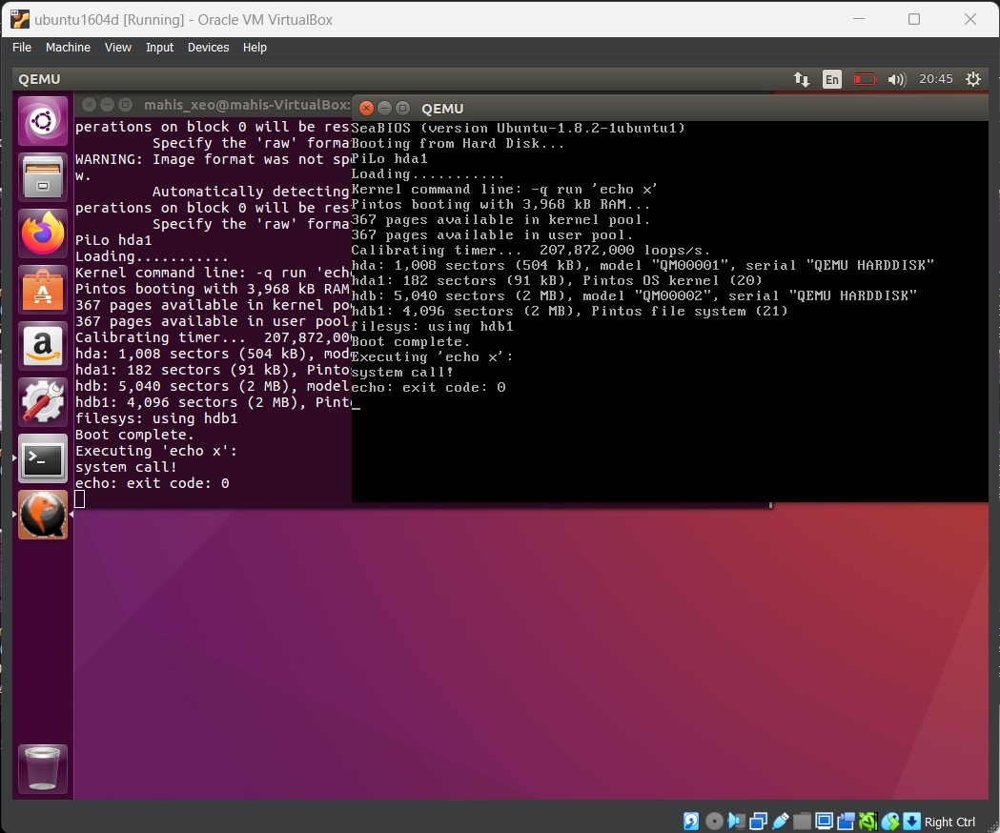 ubuntu1604d [Running] - Oracle VM VirtualBox
File Machine View Input Devices Help
QEMU
En
20:45
mahis_xeo@mahis-VirtualBox:
perations on block 0 will be res
Specify the 'raw' forma
WARNING: Image format was not sp
w.
Automatically detecting
perations on block 0 will be res
Specify the 'raw' forma
PiLo hda1
Loading...........
Kernel command line: -q run 'ech
Pintos booting with 3,968 kB RAM
367 pages available in kernel po
367 pages available in user pool
Calibrating timer...  207,872,00
hda: 1,008 sectors (504 kB), mod
hda1: 182 sectors (91 kB), Pinto
hdb: 5,040 sectors (2 MB), model
hdb1: 4,096 sectors (2 MB), Pint
filesys: using hdb1
Boot complete.
Executing 'echo x':
system call!
echo: exit code: 0
QEMU
SeaBIOS (version Ubuntu-1.8.2-1ubuntu1)
Booting from Hard Disk...
PiLo hda1
Loading...........
Kernel command line: -q run 'echo x'
Pintos booting with 3,968 kB RAM...
367 pages available in kernel pool.
367 pages available in user pool.
Calibrating timer...  207,872,000 loops/s.
hda: 1,008 sectors (504 kB), model "QM00001", serial "QEMU HARDDISK"
hda1: 182 sectors (91 kB), Pintos OS kernel (20)
hdb: 5,040 sectors (2 MB), model "QM00002", serial "QEMU HARDDISK"
hdb1: 4,096 sectors (2 MB), Pintos file system (21)
filesys: using hdb1
Boot complete.
Executing 'echo x':
system call!
echo: exit code: 0
Right Ctrl